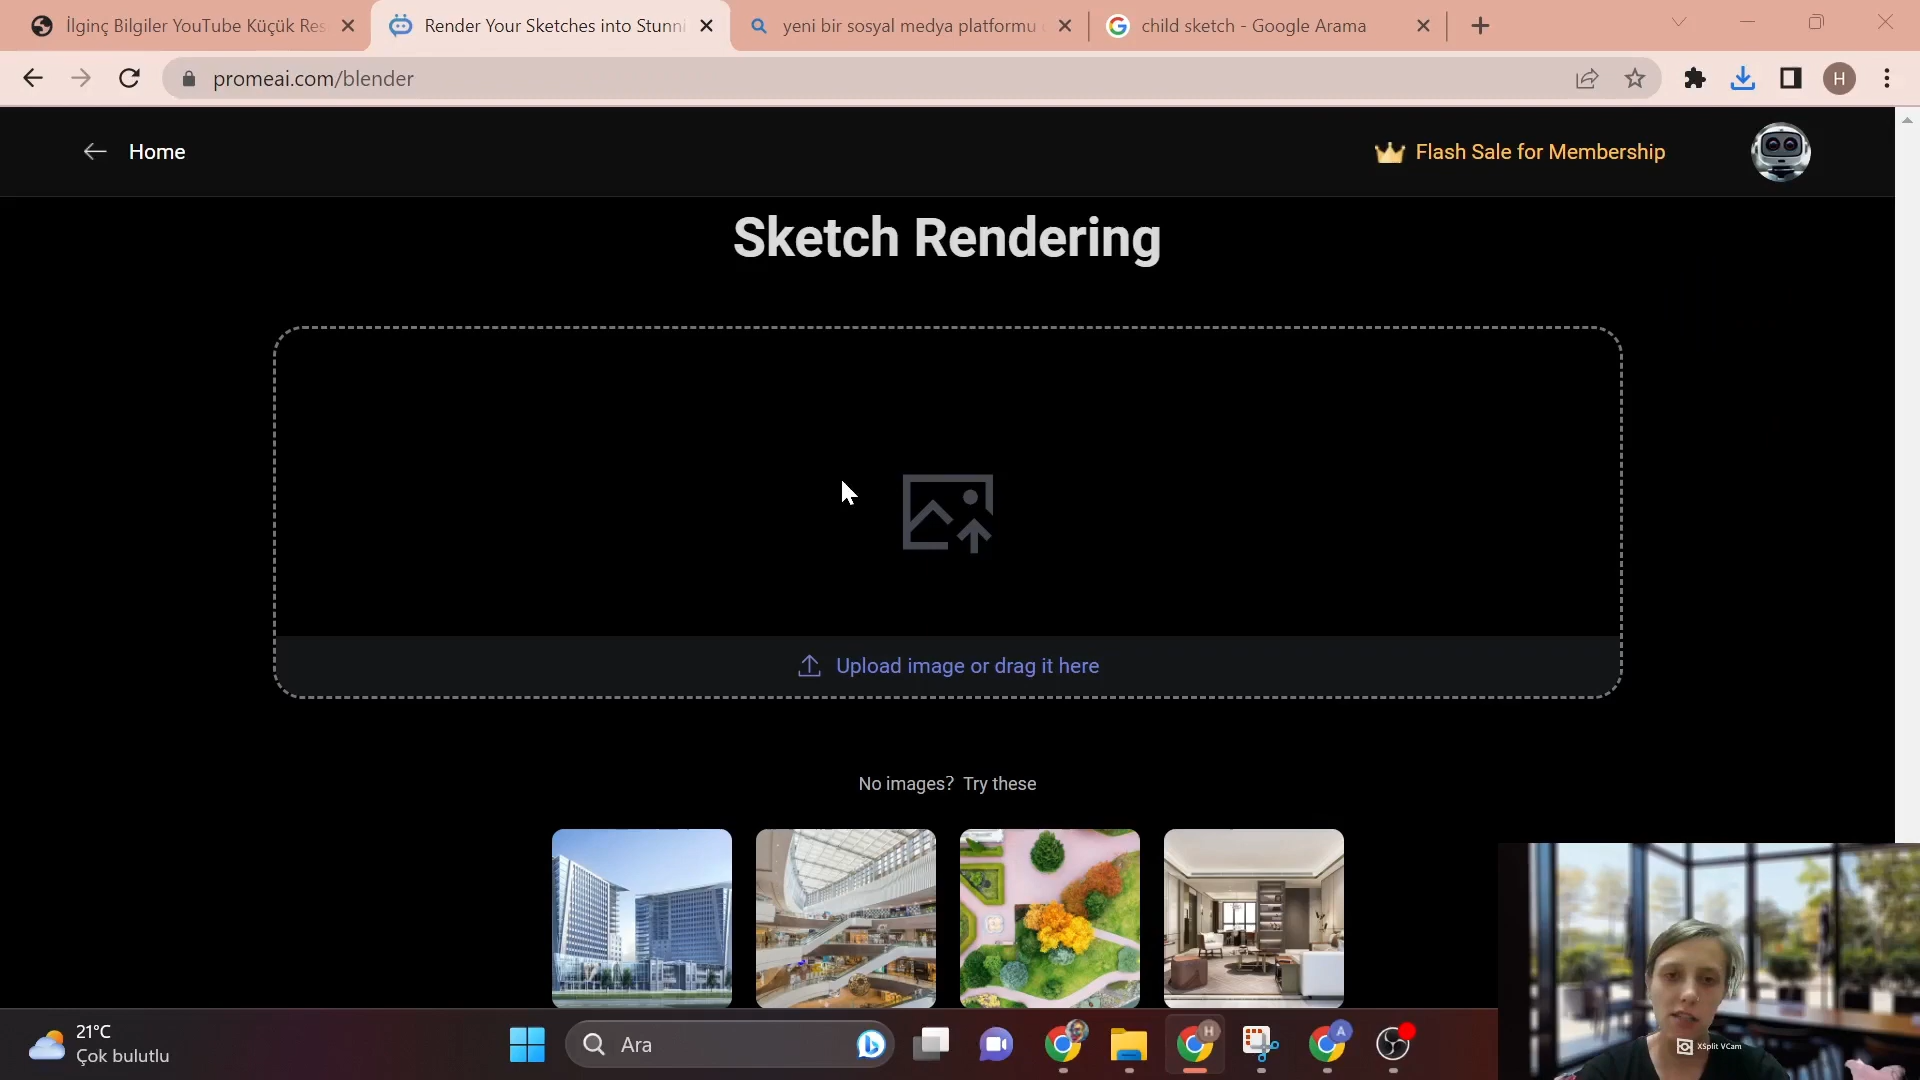 İlginç Bilgiler YouTube Küçük Res
Render Your Sketches into Stunni
yeni bir sosyal medya platformu
child sketch - Google Arama
promeai.com/blender
H
Home
Flash Sale for Membership
Sketch Rendering
Upload image or drag it here
No images? Try these
21°C
Çok bulutlu
Ara
H
A
XSplit VCam